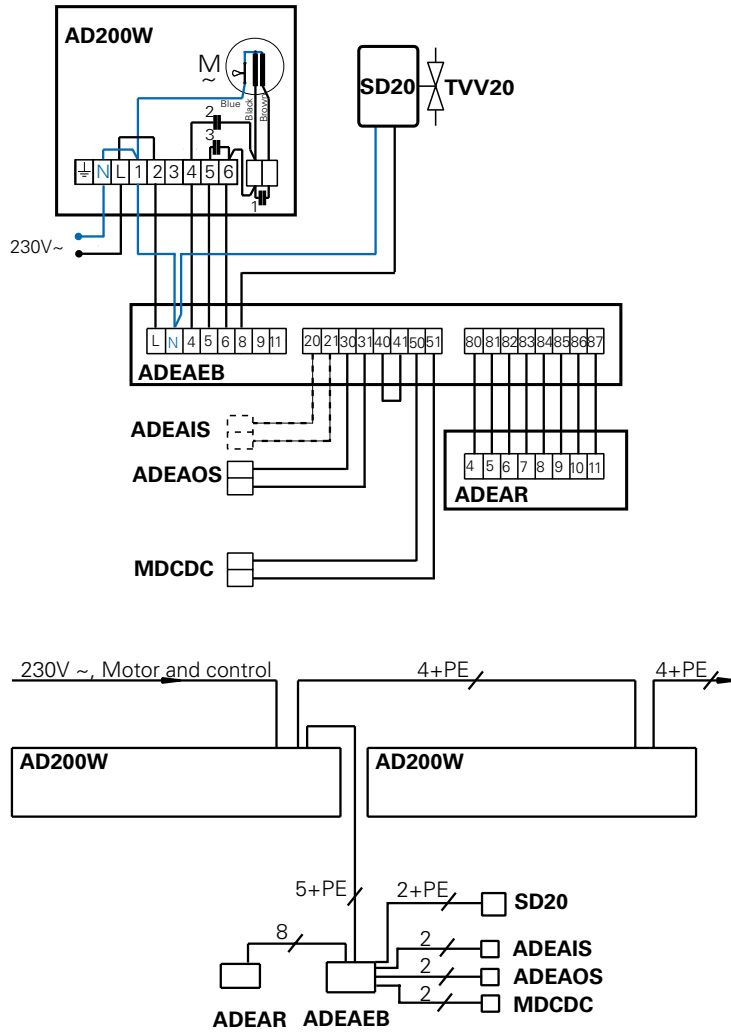 AD200W
M
~
Blue
Black
Brown
2
3
1
N L 1 2 3 4 5 6
230V~
SD20 TVV20
L N 4 5 6 8 9 11
20 21 30 31 40 41 50 51
80 81 82 83 84 85 86 87
ADEAEB
ADEAIS
ADEAOS
4 5 6 7 8 9 10 11
ADEAR
MDCDC
230V ~, Motor and control
4+PE
4+PE
AD200W
AD200W
5+PE
2+PE
SD20
8
2
ADEAIS
2
ADEAOS
2
MDCDC
ADEAR ADEAEB